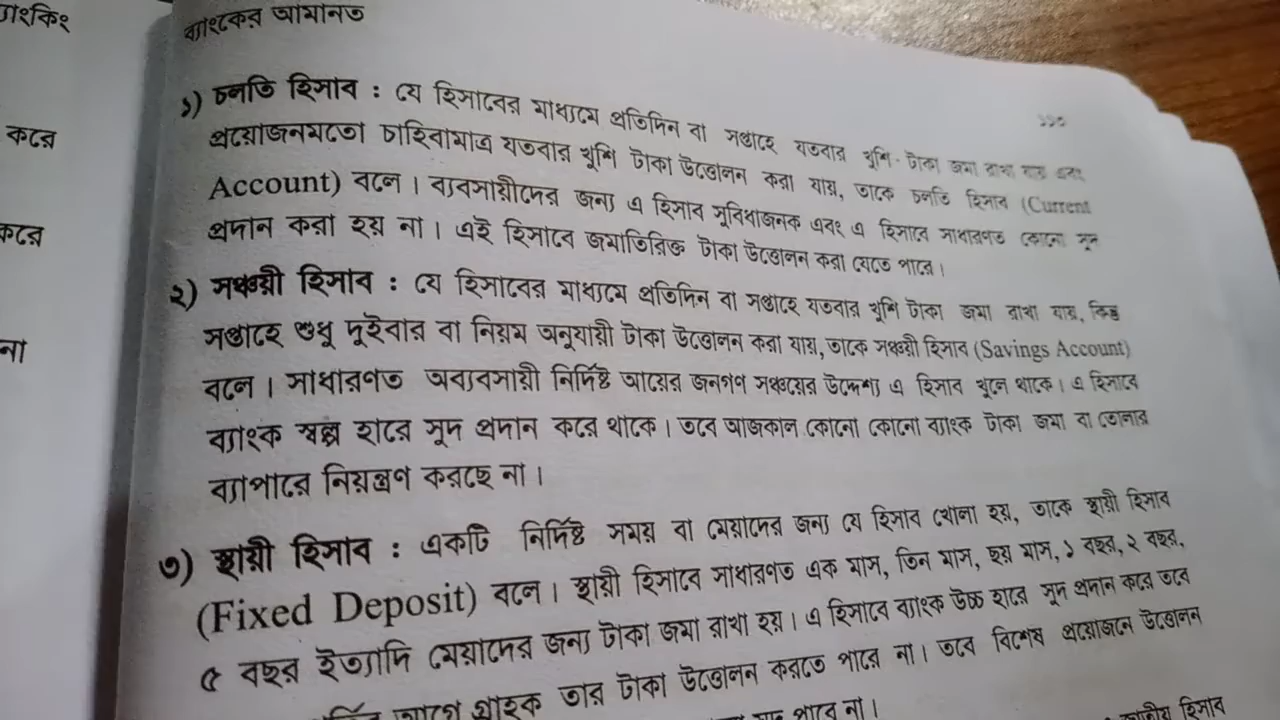 ব্যাংকের আমানত
১১৩
১) চলতি হিসাব : যে হিসাবের মাধ্যমে প্রতিদিন বা সপ্তাহে যতবার খুশি টাকা জমা রাখা যায় এবং
প্রয়োজনমতো চাহিবামাত্র যতবার খুশি টাকা উত্তোলন করা যায়, তাকে চলতি হিসাব (Current
Account) বলে। ব্যবসায়ীদের জন্য এ হিসাব সুবিধাজনক এবং এ হিসাবে সাধারণত কোনো সুদ
প্রদান করা হয় না। এই হিসাবে জমাতিরিক্ত টাকা উত্তোলন করা যেতে পারে।
২) সঞ্চয়ী হিসাব : যে হিসাবের মাধ্যমে প্রতিদিন বা সপ্তাহে যতবার খুশি টাকা জমা রাখা যায়, কিন্তু
সপ্তাহে শুধু দুইবার বা নিয়ম অনুযায়ী টাকা উত্তোলন করা যায়, তাকে সঞ্চয়ী হিসাব (Savings Account)
বলে। সাধারণত অব্যবসায়ী নির্দিষ্ট আয়ের জনগণ সঞ্চয়ের উদ্দেশ্য এ হিসাব খুলে থাকে। এ হিসাবে
ব্যাংক স্বল্প হারে সুদ প্রদান করে থাকে। তবে আজকাল কোনো কোনো ব্যাংক টাকা জমা বা তোলার
ব্যাপারে নিয়ন্ত্রণ করছে না।
৩) স্থায়ী হিসাব : একটি নির্দিষ্ট সময় বা মেয়াদের জন্য যে হিসাব খোলা হয়, তাকে স্থায়ী হিসাব
(Fixed Deposit) বলে। স্থায়ী হিসাবে সাধারণত এক মাস, তিন মাস, ছয় মাস, ১ বছর, ২ বছর,
৫ বছর ইত্যাদি মেয়াদের জন্য টাকা জমা রাখা হয়। এ হিসাবে ব্যাংক উচ্চ হারে সুদ প্রদান করে তবে
আগে গ্রাহক তার টাকা উত্তোলন করতে পারে না। তবে বিশেষ প্রয়োজনে উত্তোলন
সুদ পাবে না।
হিসাব
করে
করে
না